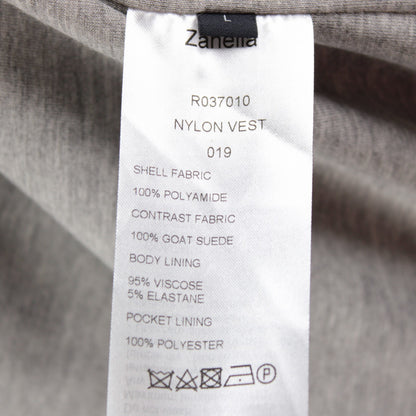 L
Zanella
R037010
NYLON VEST
019
SHELL FABRIC
100% POLYAMIDE
CONTRAST FABRIC
100% GOAT SUEDE
BODY LINING
95% VISCOSE
5% ELASTANE
POCKET LINING
100% POLYESTER
P